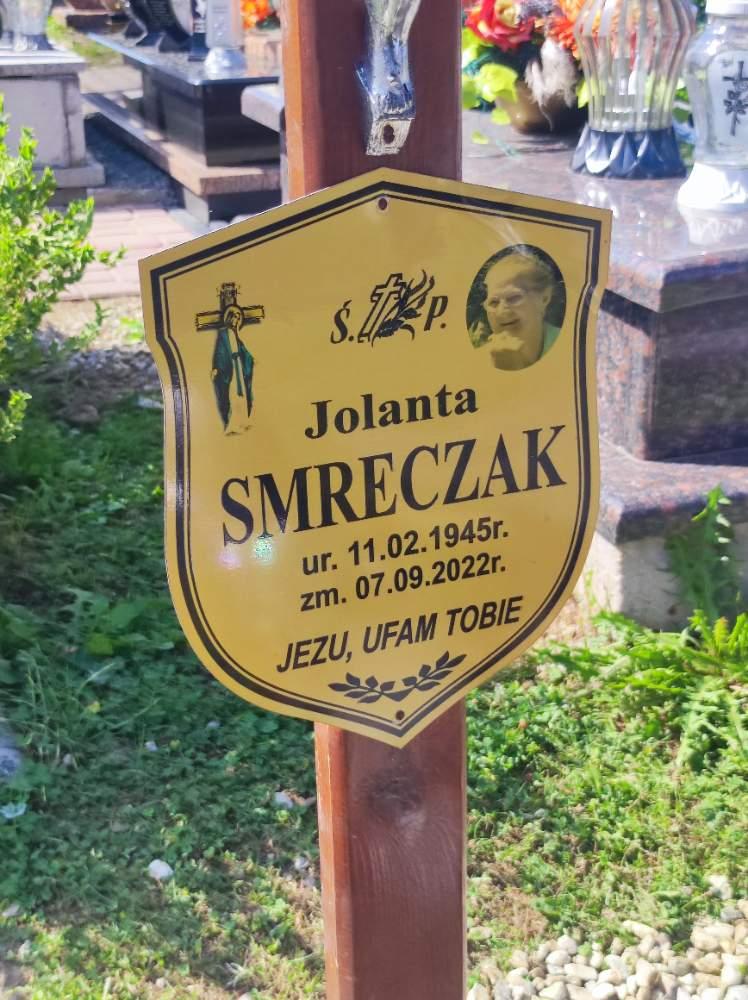 Ś. P.
Jolanta
SMRECZAK
ur. 11.02.1945r.
zm. 07.09.2022r.
JEZU, UFAM TOBIE